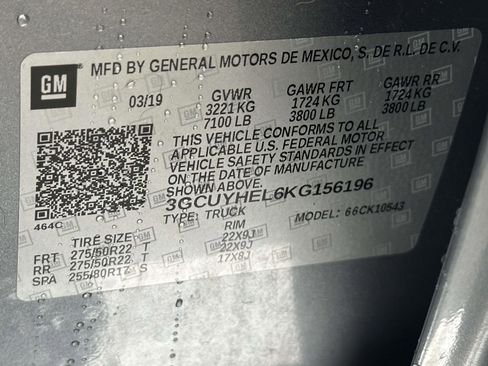 GM
MFD BY GENERAL MOTORS DE MEXICO, S. DE R.L. DE C.V.
03/19 GVWR GAWR FRT GAWR RR
3221 KG 1724 KG 1724 KG
7100 LB 3800 LB 3800 LB
THIS VEHICLE CONFORMS TO ALL
APPLICABLE U.S. FEDERAL MOTOR
VEHICLE SAFETY STANDARDS IN EFFECT
ON THE DATE OF MANUFACTURE
SHOWN ABOVE.
3GCUYHEL6KG156196
464C TYPE: TRUCK MODEL: 66CK10543
TIRE SIZE RIM
FRT 275/50R22 T 22X9J
RR 275/50R22 T 22X9J
SPA 255/80R17 S 17X8J